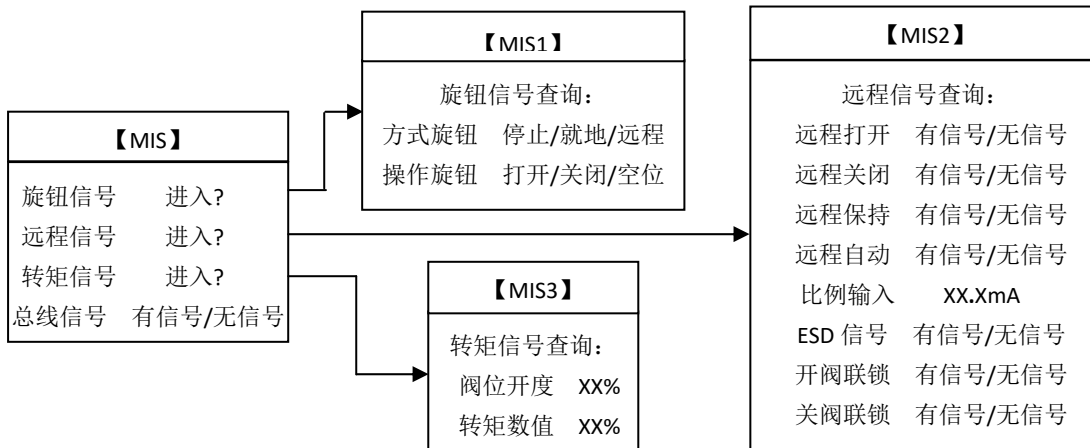 【MIS】
旋钮信号 进入?
远程信号 进入?
转矩信号 进入?
总线信号 有信号/无信号
【MIS1】
旋钮信号查询：
方式旋钮 停止/就地/远程
操作旋钮 打开/关闭/空位
【MIS3】
转矩信号查询：
阀位开度 XX%
转矩数值 XX%
【MIS2】
远程信号查询：
远程打开 有信号/无信号
远程关闭 有信号/无信号
远程保持 有信号/无信号
远程自动 有信号/无信号
比例输入 XX.XmA
ESD 信号 有信号/无信号
开阀联锁 有信号/无信号
关阀联锁 有信号/无信号